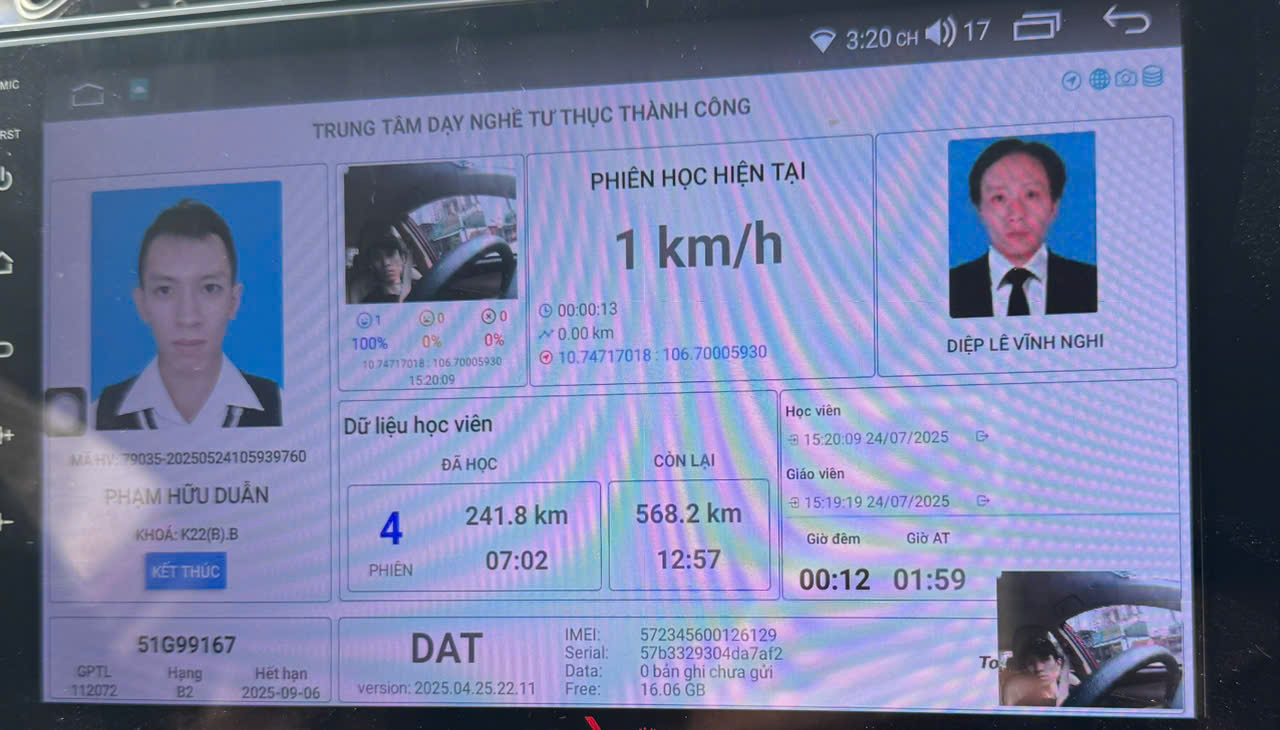 MIC
RST
3:20 CH
17
TRUNG TÂM DẠY NGHỀ TƯ THỤC THÀNH CÔNG
MÃ HV: 79035-20250524105939760
PHẠM HỮU DUẪN
KHOÁ: K22(B).B
KẾT THÚC
1 0 0
100% 0% 0%
10.74717018 : 106.70005930
15:20:09
PHIÊN HỌC HIỆN TẠI
1 km/h
00:00:13
0.00 km
10.74717018 : 106.70005930
DIỆP LÊ VĨNH NGHI
Dữ liệu học viên
ĐÃ HỌC
4
PHIÊN
241.8 km
07:02
CÒN LẠI
568.2 km
12:57
Học viên
15:20:09 24/07/2025
Giáo viên
15:19:19 24/07/2025
Giờ đêm Giờ AT
00:12 01:59
51G99167
GPTL Hạng Hết hạn
112072 B2 2025-09-06
DAT
version: 2025.04.25.22.11
IMEI: 572345600126129
Serial: 57b3329304da7af2
Data: 0 bản ghi chưa gửi
Free: 16.06 GB